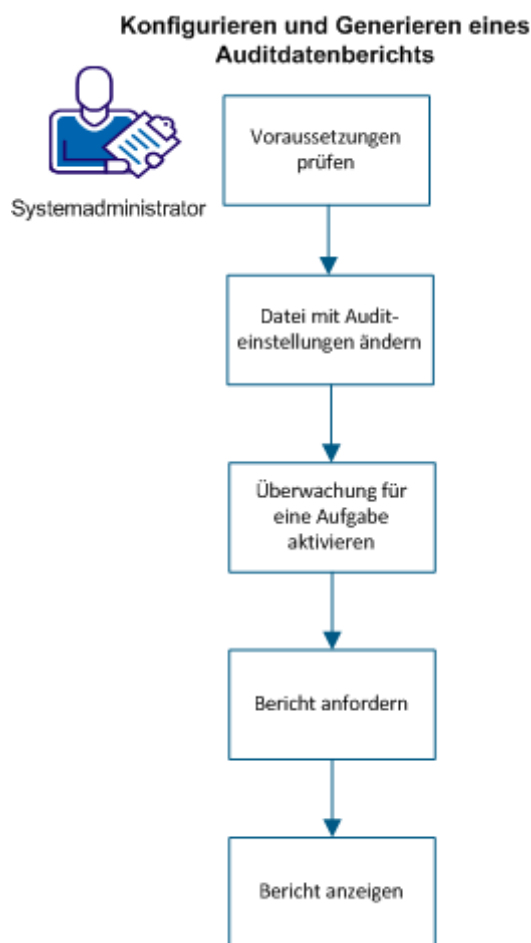 Konfigurieren und Generieren eines
Auditdatenberichts
Systemadministrator
Voraussetzungen
prüfen
Datei mit Audit-
einstellungen ändern
Überwachung für
eine Aufgabe
aktivieren
Bericht anfordern
Bericht anzeigen